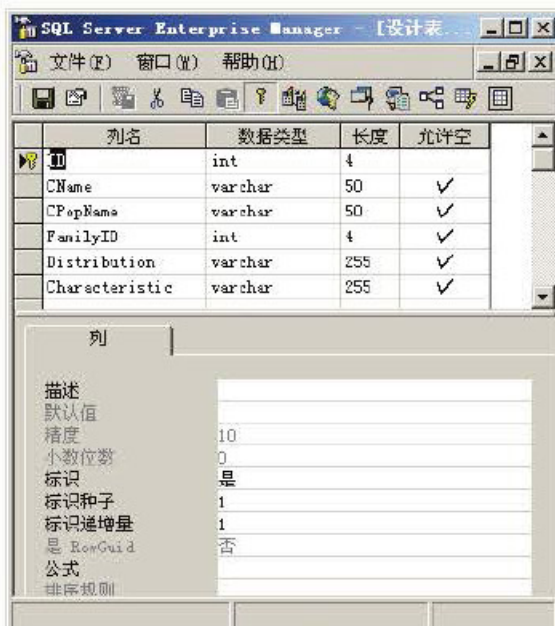 SQL Server Enterprise Manager - [设计表...
文件(F) 窗口(W) 帮助(H)
列名 数据类型 长度 允许空
ID int 4
CName varchar 50
CPopName varchar 50
FamilyID int 4
Distribution varchar 255
Characteristic varchar 255
列
描述
默认值
精度 10
小数位数 0
标识 是
标识种子 1
标识递增量 1
是 RowGuid 否
公式
排序规则